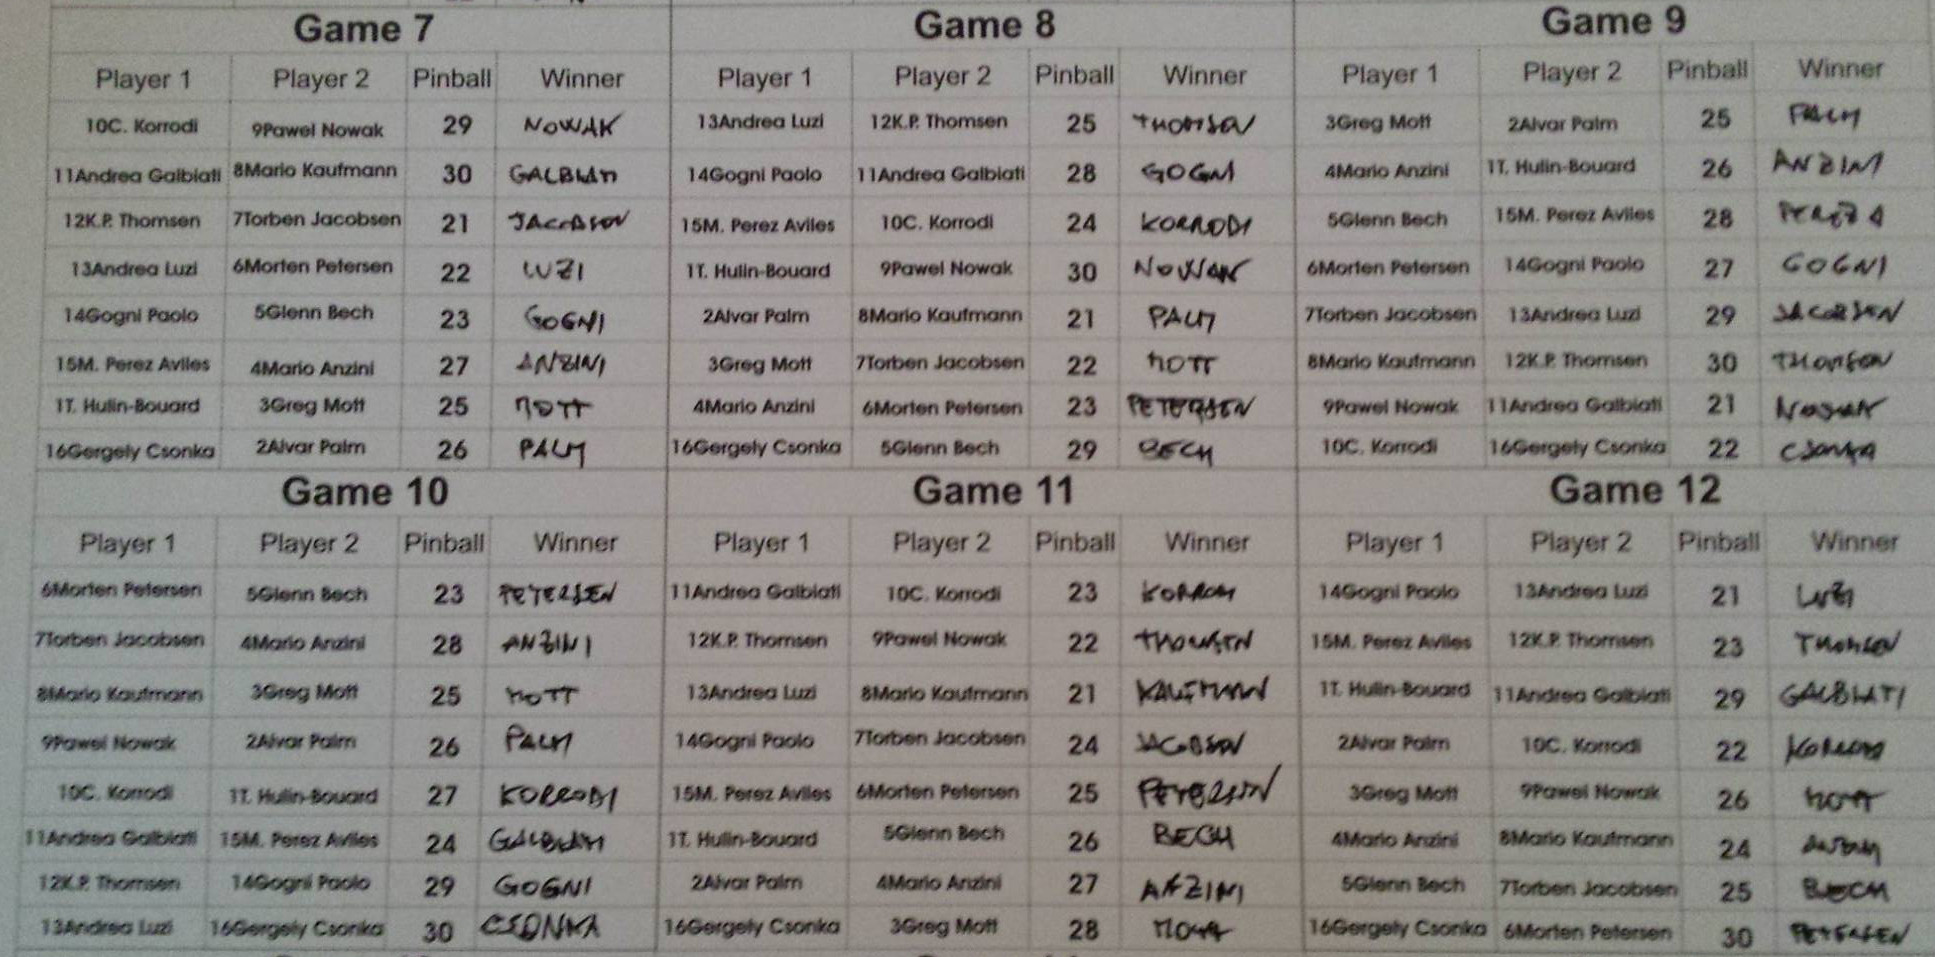 Game 7 Game 8 Game 9
Player 1 Player 2 Pinball Winner Player 1 Player 2 Pinball Winner Player 1 Player 2 Pinball Winner
10C. Korrodi 9Pawel Nowak 29 NOWAK 13Andrea Luzi 12K.P. Thomsen 25 THOMSEN 3Greg Mott 2Alvar Palm 25 PALM
11Andrea Galbiati 8Mario Kaufmann 30 GALBIATI 14Gogni Paolo 11Andrea Galbiati 28 GOGNI 4Mario Anzini 1T. Hulin-Bouard 26 ANZINI
12K.P. Thomsen 7Torben Jacobsen 21 JACOBSEN 15M. Perez Aviles 10C. Korrodi 24 KORRODI 5Glenn Bech 15M. Perez Aviles 28 PEREZ A
13Andrea Luzi 6Morten Petersen 22 LUZI 1T. Hulin-Bouard 9Pawel Nowak 30 NOWAK 6Morten Petersen 14Gogni Paolo 27 GOGNI
14Gogni Paolo 5Glenn Bech 23 GOGNI 2Alvar Palm 8Mario Kaufmann 21 PALM 7Torben Jacobsen 13Andrea Luzi 29 JACOBSEN
15M. Perez Aviles 4Mario Anzini 27 ANZINI 3Greg Mott 7Torben Jacobsen 22 MOTT 8Mario Kaufmann 12K.P. Thomsen 30 THOMSEN
1T. Hulin-Bouard 3Greg Mott 25 MOTT 4Mario Anzini 6Morten Petersen 23 PETERSEN 9Pawel Nowak 11Andrea Galbiati 21 NOWAK
16Gergely Csonka 2Alvar Palm 26 PALM 16Gergely Csonka 5Glenn Bech 29 BECH 10C. Korrodi 16Gergely Csonka 22 CSONKA
Game 10 Game 11 Game 12
Player 1 Player 2 Pinball Winner Player 1 Player 2 Pinball Winner Player 1 Player 2 Pinball Winner
6Morten Petersen 5Glenn Bech 23 PETERSEN 11Andrea Galbiati 10C. Korrodi 23 KORRODI 14Gogni Paolo 13Andrea Luzi 21 LUZI
7Torben Jacobsen 4Mario Anzini 28 ANZINI 12K.P. Thomsen 9Pawel Nowak 22 THOMSEN 15M. Perez Aviles 12K.P. Thomsen 23 THOMSEN
8Mario Kaufmann 3Greg Mott 25 MOTT 13Andrea Luzi 8Mario Kaufmann 21 KAUFMANN 1T. Hulin-Bouard 11Andrea Galbiati 29 GALBIATI
9Pawel Nowak 2Alvar Palm 26 PALM 14Gogni Paolo 7Torben Jacobsen 24 JACOBSEN 2Alvar Palm 10C. Korrodi 22 KORRODI
10C. Korrodi 1T. Hulin-Bouard 27 KORRODI 15M. Perez Aviles 6Morten Petersen 25 PETERSEN 3Greg Mott 9Pawel Nowak 26 MOTT
11Andrea Galbiati 15M. Perez Aviles 24 GALBIATI 1T. Hulin-Bouard 5Glenn Bech 26 BECH 4Mario Anzini 8Mario Kaufmann 24 ANZINI
12K.P. Thomsen 14Gogni Paolo 29 GOGNI 2Alvar Palm 4Mario Anzini 27 ANZINI 5Glenn Bech 7Torben Jacobsen 25 BECH
13Andrea Luzi 16Gergely Csonka 30 CSONKA 16Gergely Csonka 3Greg Mott 28 MOTT 16Gergely Csonka 6Morten Petersen 30 PETERSEN